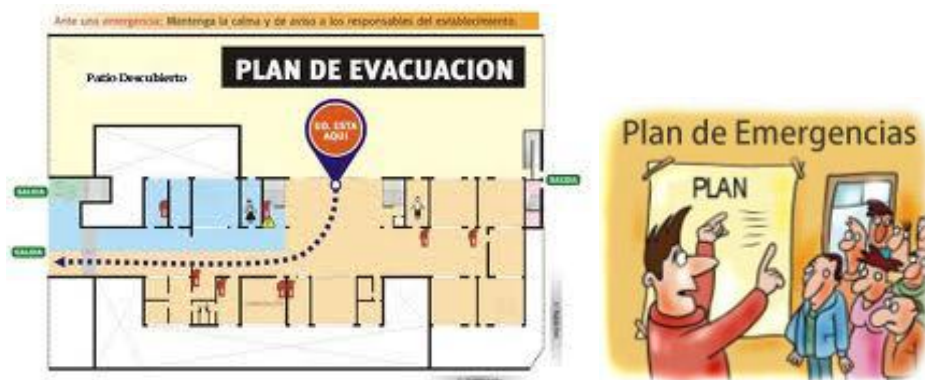 Ante una emergencia: Mantenga la calma y de aviso a los responsables del establecimiento.
PLAN DE EVACUACION
Patio Descubierto
UD. ESTA
AQUI
SALIDA
SALIDA
SALIDA
Plan de Emergencias
PLAN